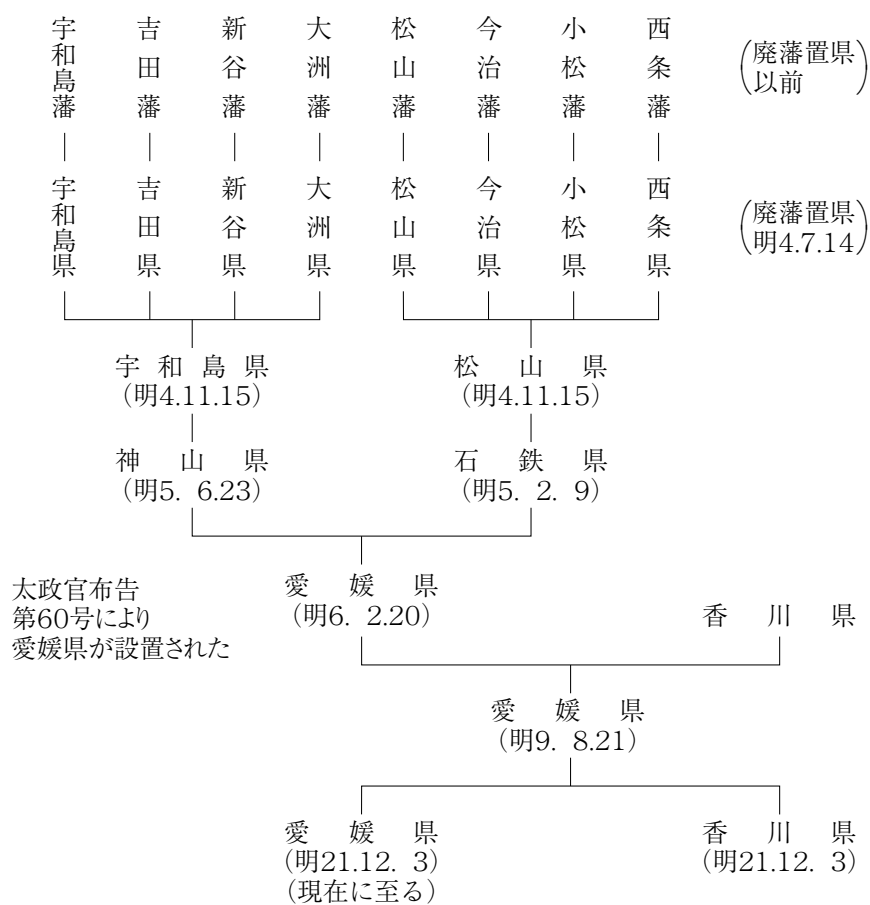 宇和島藩
吉田藩
新谷藩
大洲藩
松山藩
今治藩
小松藩
西条藩
(廃藩置県
以前)
宇和島県
吉田県
新谷県
大洲県
松山県
今治県
小松県
西条県
(廃藩置県
明4.7.14)
宇和島県
(明4.11.15)
松山県
(明4.11.15)
神山県
(明5. 6.23)
石鉄県
(明5. 2. 9)
太政官布告
第60号により
愛媛県が設置された
愛媛県
(明6. 2.20)
香川県
愛媛県
(明9. 8.21)
愛媛県
(明21.12. 3)
(現在に至る)
香川県
(明21.12. 3)